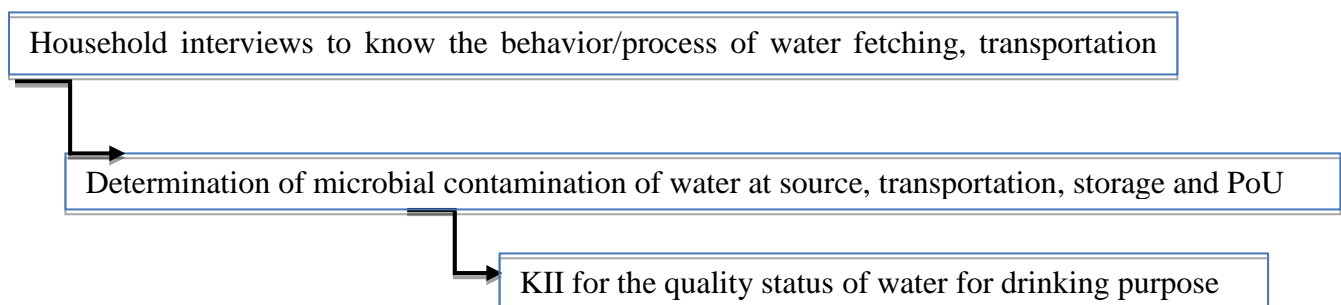 Household interviews to know the behavior/process of water fetching, transportation
Determination of microbial contamination of water at source, transportation, storage and PoU
KII for the quality status of water for drinking purpose